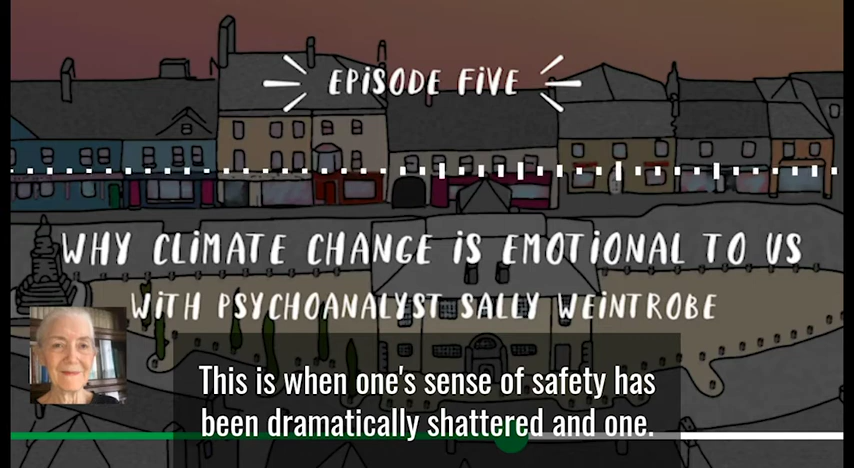 EPiSODE FiVE
WHY CLiMATE CHANGE iS EMOTiONAL TO US
WiTH PSYCHOANALYST SALLY WEiNTROBE
This is when one's sense of safety has
been dramatically shattered and one.